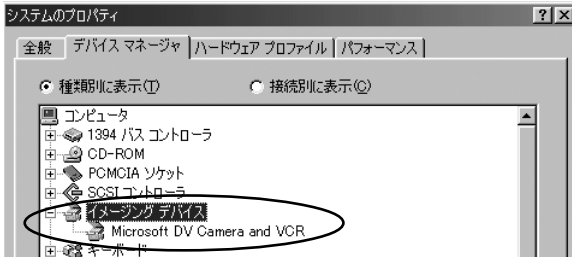 システムのプロパティ
全般 デバイス マネージャ ハードウェア プロファイル パフォーマンス
種類別に表示(T) 接続別に表示(C)
コンピュータ
1394 バス コントローラ
CD-ROM
PCMCIA ソケット
SCSI コントローラ
イメージング デバイス
Microsoft DV Camera and VCR
キーボード